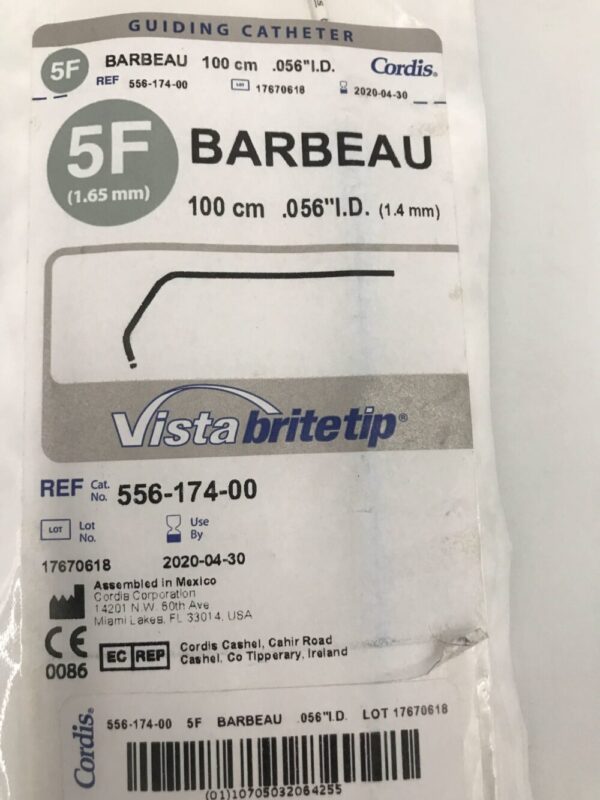 GUIDING CATHETER
5F BARBEAU 100 cm .056"I.D. Cordis®
REF 556-174-00 LOT 17670618 2020-04-30
5F
(1.65 mm)
BARBEAU
100 cm .056"I.D. (1.4 mm)
Vista britetip®
REF Cat. No. 556-174-00
LOT Lot No. Use By
17670618 2020-04-30
Assembled in Mexico
Cordis Corporation
14201 N.W. 60th Ave
Miami Lakes, FL 33014, USA
CE
0086
EC REP
Cordis Cashel, Cahir Road
Cashel, Co Tipperary, Ireland
Cordis®
556-174-00 5F BARBEAU .056"I.D. LOT 17670618
(01)10705032064255